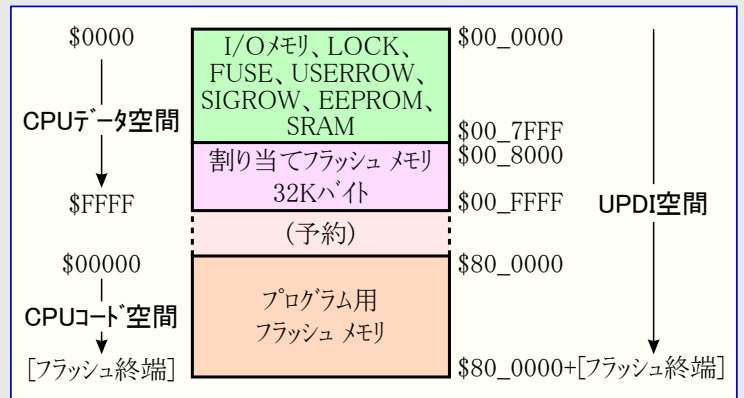 $0000
CPUデータ空間
$FFFF
$00000
CPUコード空間
[フラッシュ終端]
I/Oメモリ、LOCK、
FUSE、USERROW、
SIGROW、EEPROM、
SRAM
割り当てフラッシュ メモリ
32Kバイト
(予約)
プログラム用
フラッシュ メモリ
$00_0000
$00_7FFF
$00_8000
$00_FFFF
$80_0000
$80_0000+[フラッシュ終端]
UPDI空間